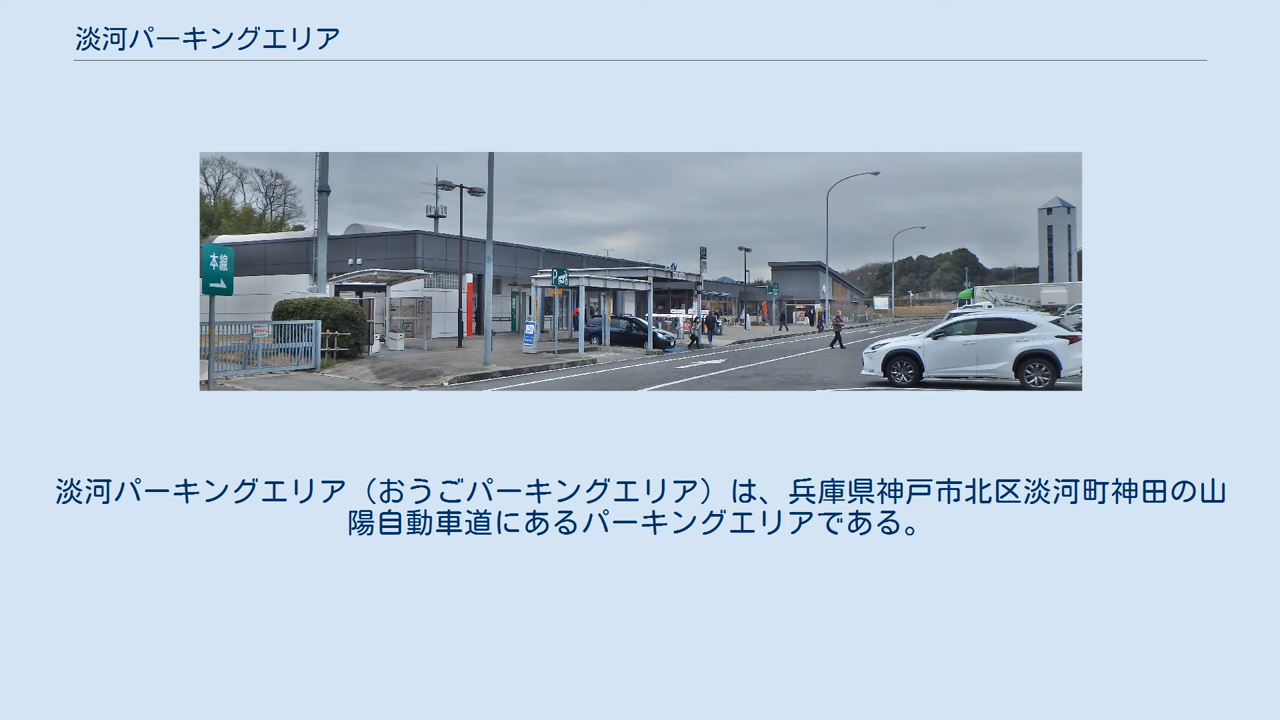 淡河パーキングエリア
本線
P
淡河パーキングエリア（おうごパーキングエリア）は、兵庫県神戸市北区淡河町神田の山
陽自動車道にあるパーキングエリアである。